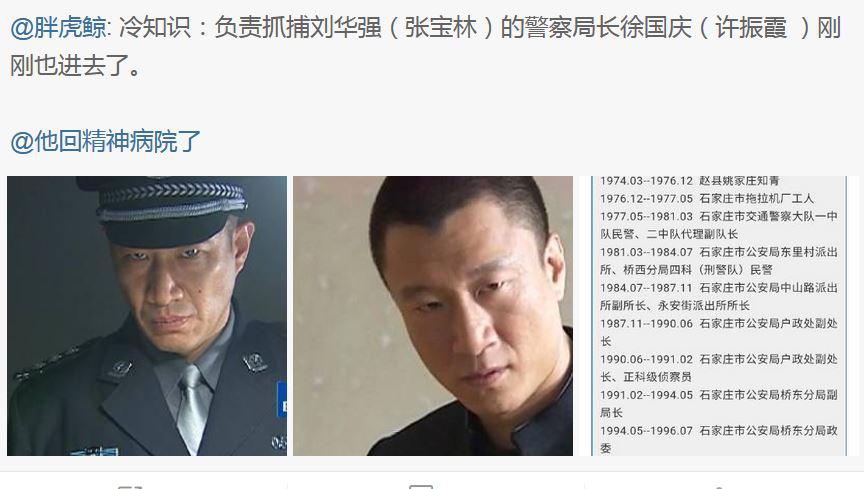 @胖虎鲸: 冷知识：负责抓捕刘华强（张宝林）的警察局长徐国庆（许振霞 ）刚
刚也进去了。
@他回精神病院了
1974.03--1976.12 赵县姚家庄知青
1976.12--1977.05 石家庄市拖拉机厂工人
1977.05--1981.03 石家庄市交通警察大队一中
队民警、二中队代理副队长
1981.03--1984.07 石家庄市公安局东里村派出
所、桥西分局四科（刑警队）民警
1984.07--1987.11 石家庄市公安局中山路派出
所副所长、永安街派出所所长
1987.11--1990.06 石家庄市公安局户政处副处
长
1990.06--1991.02 石家庄市公安局户政处副处
长、正科级侦察员
1991.02--1994.05 石家庄市公安局桥东分局副
局长
1994.05--1996.07 石家庄市公安局桥东分局政
委